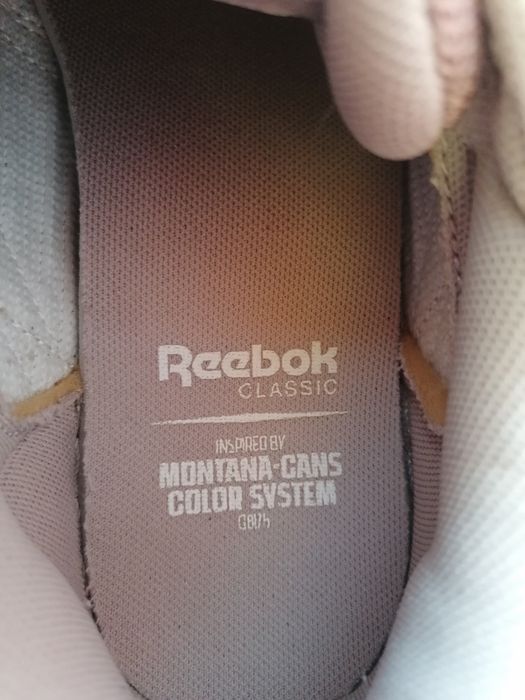 Reebok
CLASSIC
INSPIRED BY
MONTANA-CANS
COLOR SYSTEM